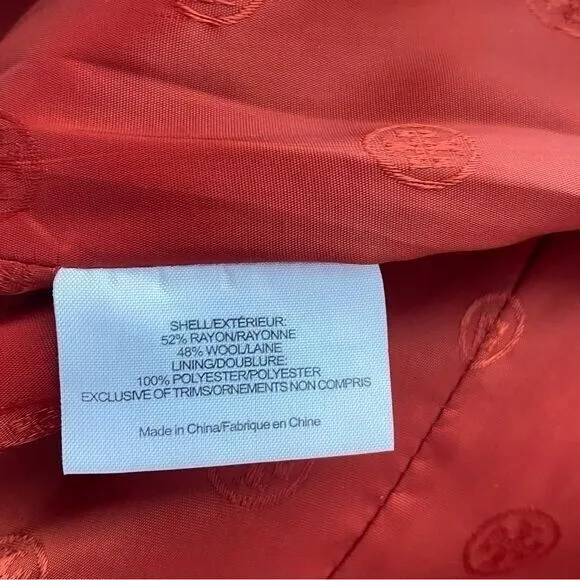 SHELL/EXTÉRIEUR:
52% RAYON/RAYONNE
48% WOOL/LAINE
LINING/DOUBLURE:
100% POLYESTER/POLYESTER
EXCLUSIVE OF TRIMS/ORNEMENTS NON COMPRIS
Made in China/Fabrique en Chine